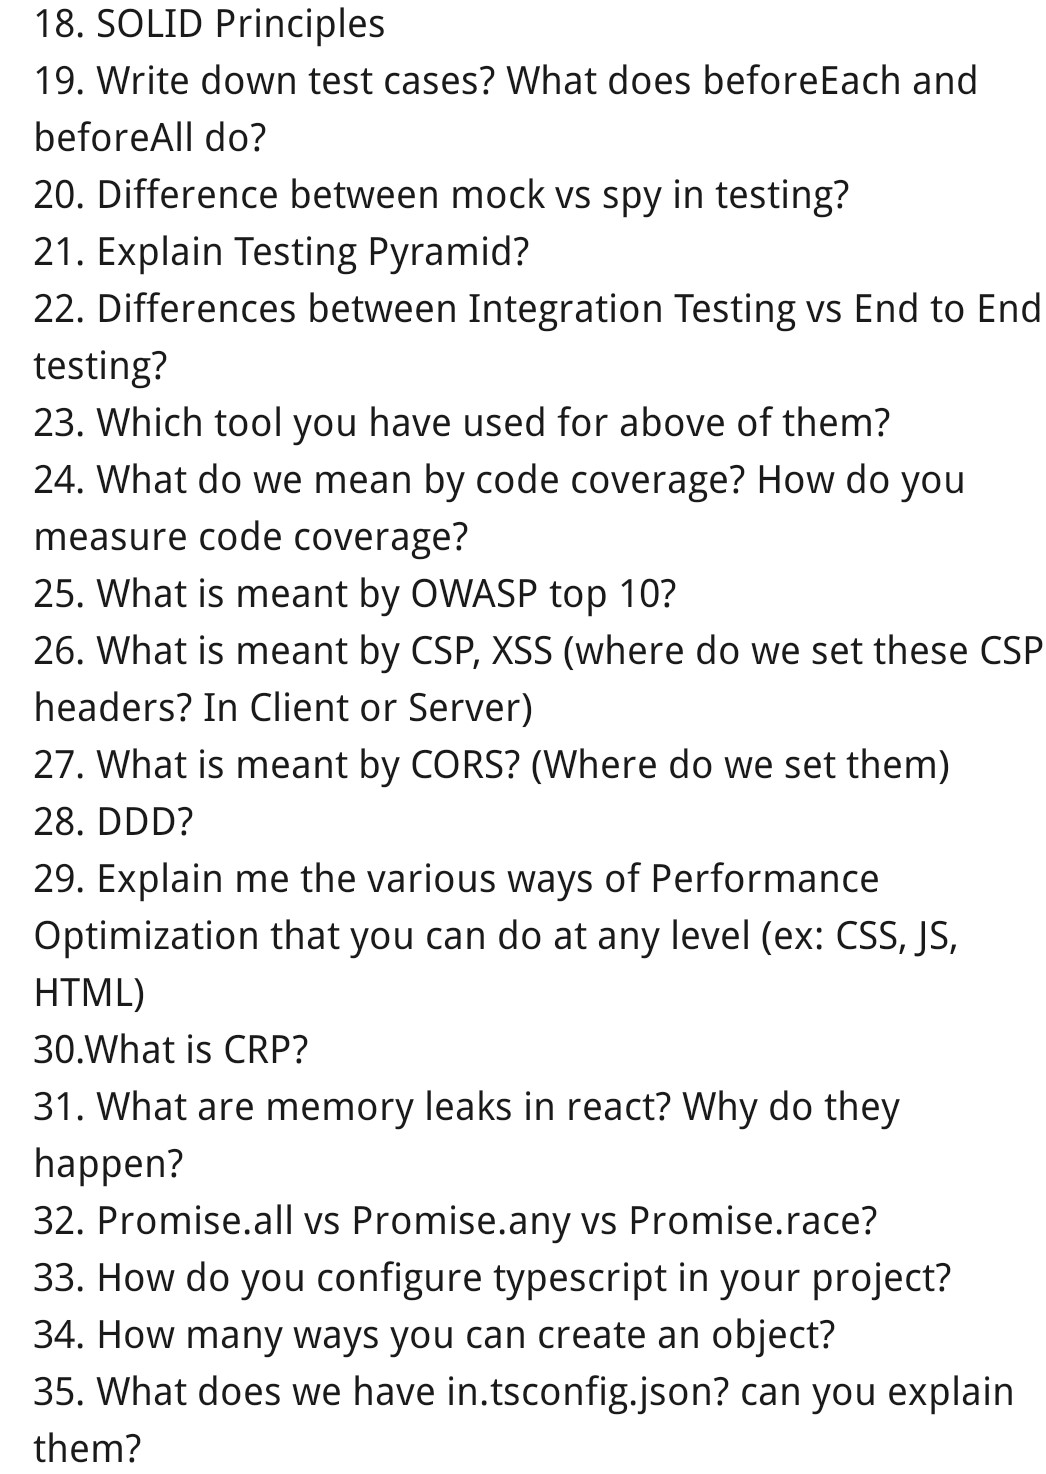 18. SOLID Principles
19. Write down test cases? What does beforeEach and
beforeAll do?
20. Difference between mock vs spy in testing?
21. Explain Testing Pyramid?
22. Differences between Integration Testing vs End to End
testing?
23. Which tool you have used for above of them?
24. What do we mean by code coverage? How do you
measure code coverage?
25. What is meant by OWASP top 10?
26. What is meant by CSP, XSS (where do we set these CSP
headers? In Client or Server)
27. What is meant by CORS? (Where do we set them)
28. DDD?
29. Explain me the various ways of Performance
Optimization that you can do at any level (ex: CSS, JS,
HTML)
30.What is CRP?
31. What are memory leaks in react? Why do they
happen?
32. Promise.all vs Promise.any vs Promise.race?
33. How do you configure typescript in your project?
34. How many ways you can create an object?
35. What does we have in.tsconfig.json? can you explain
them?